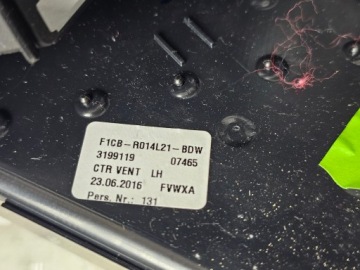 F1CB-R014L21-BDW
3199119 07465
CTR VENT LH
23.06.2016 FVWXA
Pers. Nr.: 131